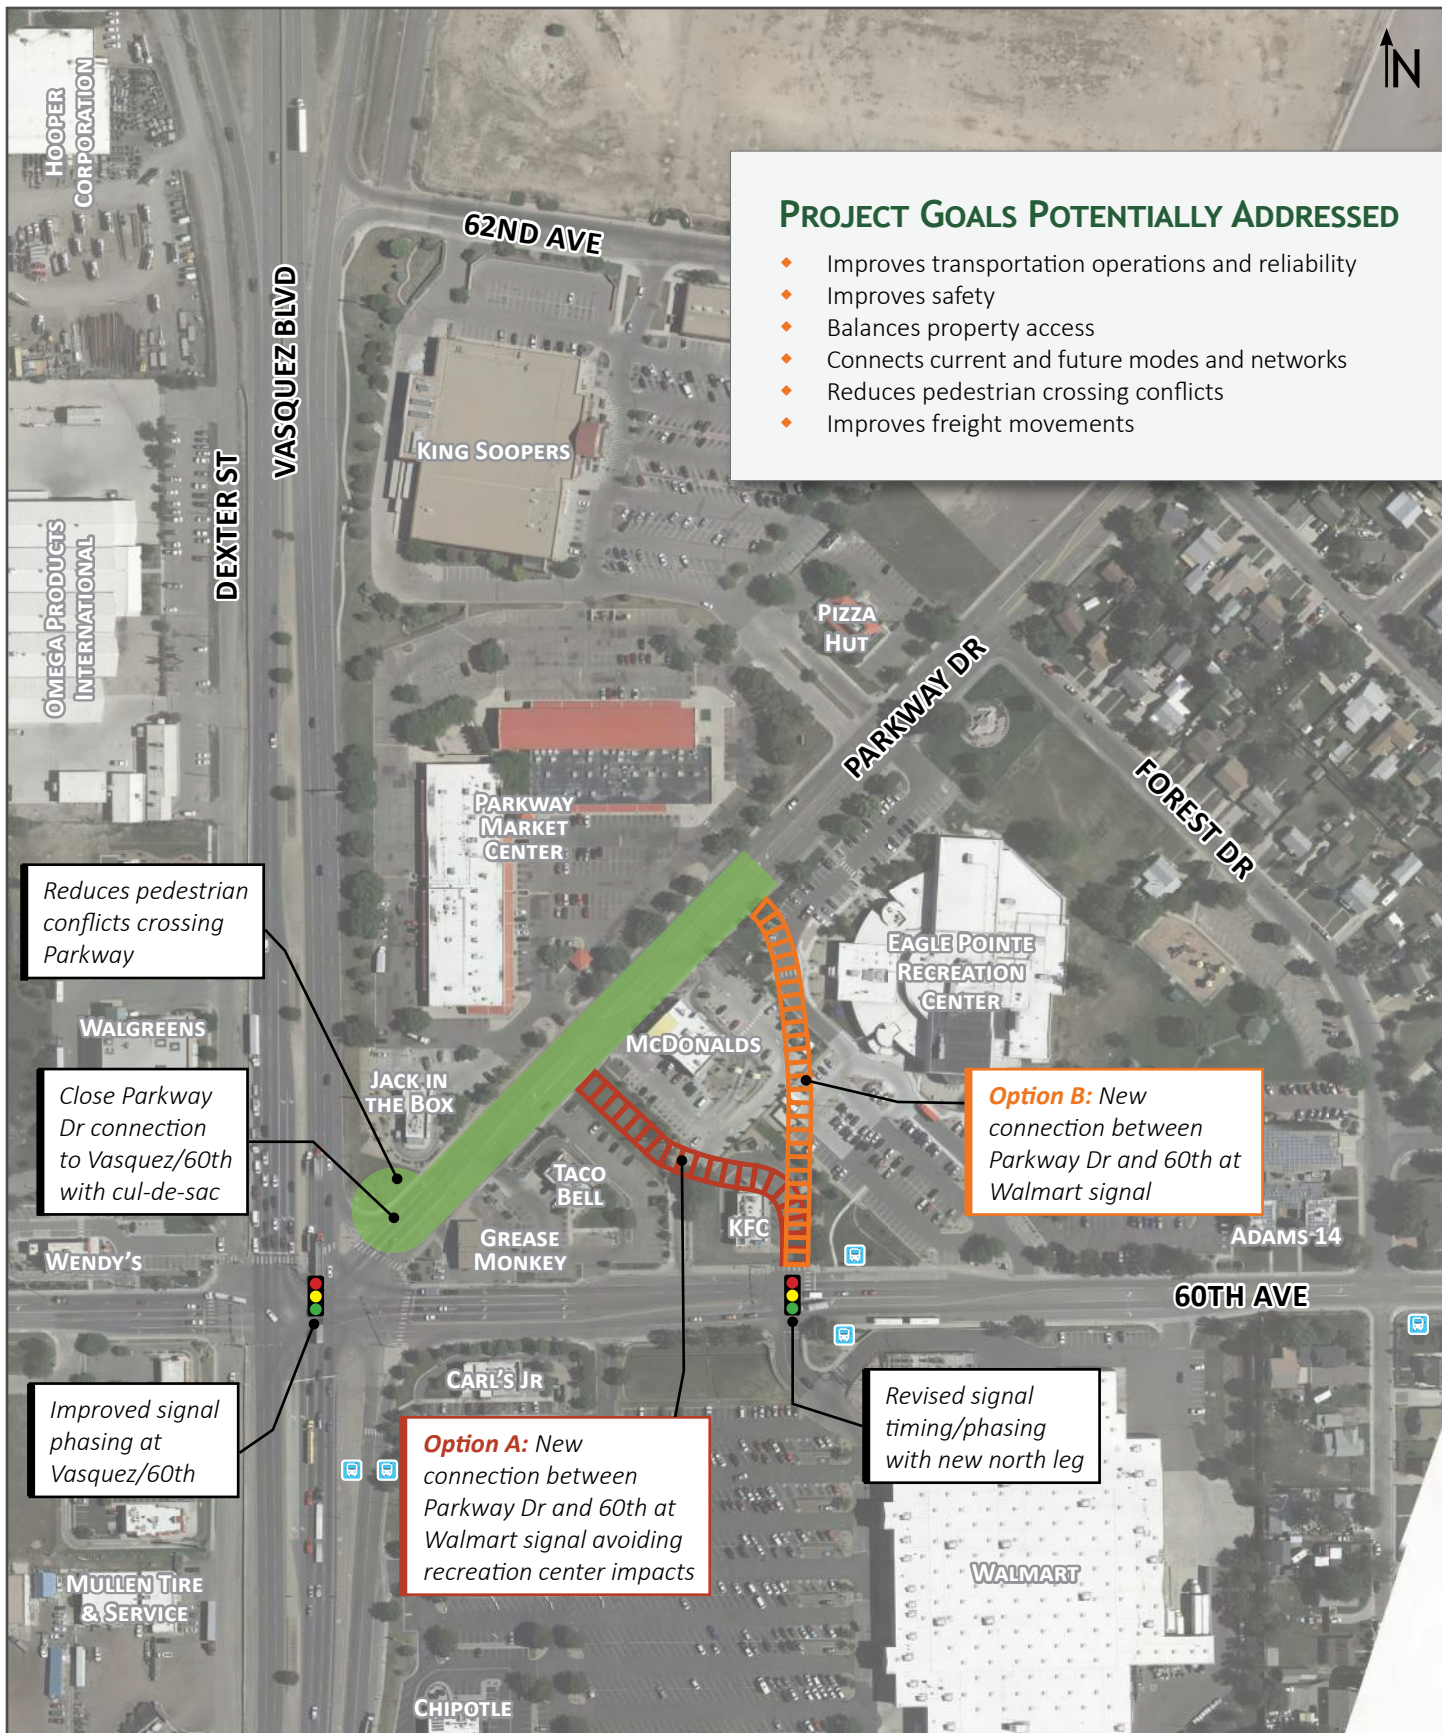 N
HOOPER
CORPORATION
62ND AVE
PROJECT GOALS POTENTIALLY ADDRESSED
Improves transportation operations and reliability
Improves safety
Balances property access
Connects current and future modes and networks
Reduces pedestrian crossing conflicts
Improves freight movements
VASQUEZ BLVD
DEXTER ST
KING SOOPERS
OMEGA PRODUCTS
INTERNATIONAL
PIZZA
HUT
PARKWAY DR
FOREST DR
PARKWAY
MARKET
CENTER
Reduces pedestrian
conflicts crossing
Parkway
EAGLE POINTE
RECREATION
CENTER
WALGREENS
MCDONALDS
JACK IN
THE BOX
Close Parkway
Dr connection
to Vasquez/60th
with cul-de-sac
Option B: New
connection between
Parkway Dr and 60th at
Walmart signal
TACO
BELL
KFC
GREASE
MONKEY
ADAMS 14
WENDY'S
60TH AVE
CARL'S JR
Improved signal
phasing at
Vasquez/60th
Option A: New
connection between
Parkway Dr and 60th at
Walmart signal avoiding
recreation center impacts
Revised signal
timing/phasing
with new north leg
WALMART
MULLEN TIRE
& SERVICE
CHIPOTLE